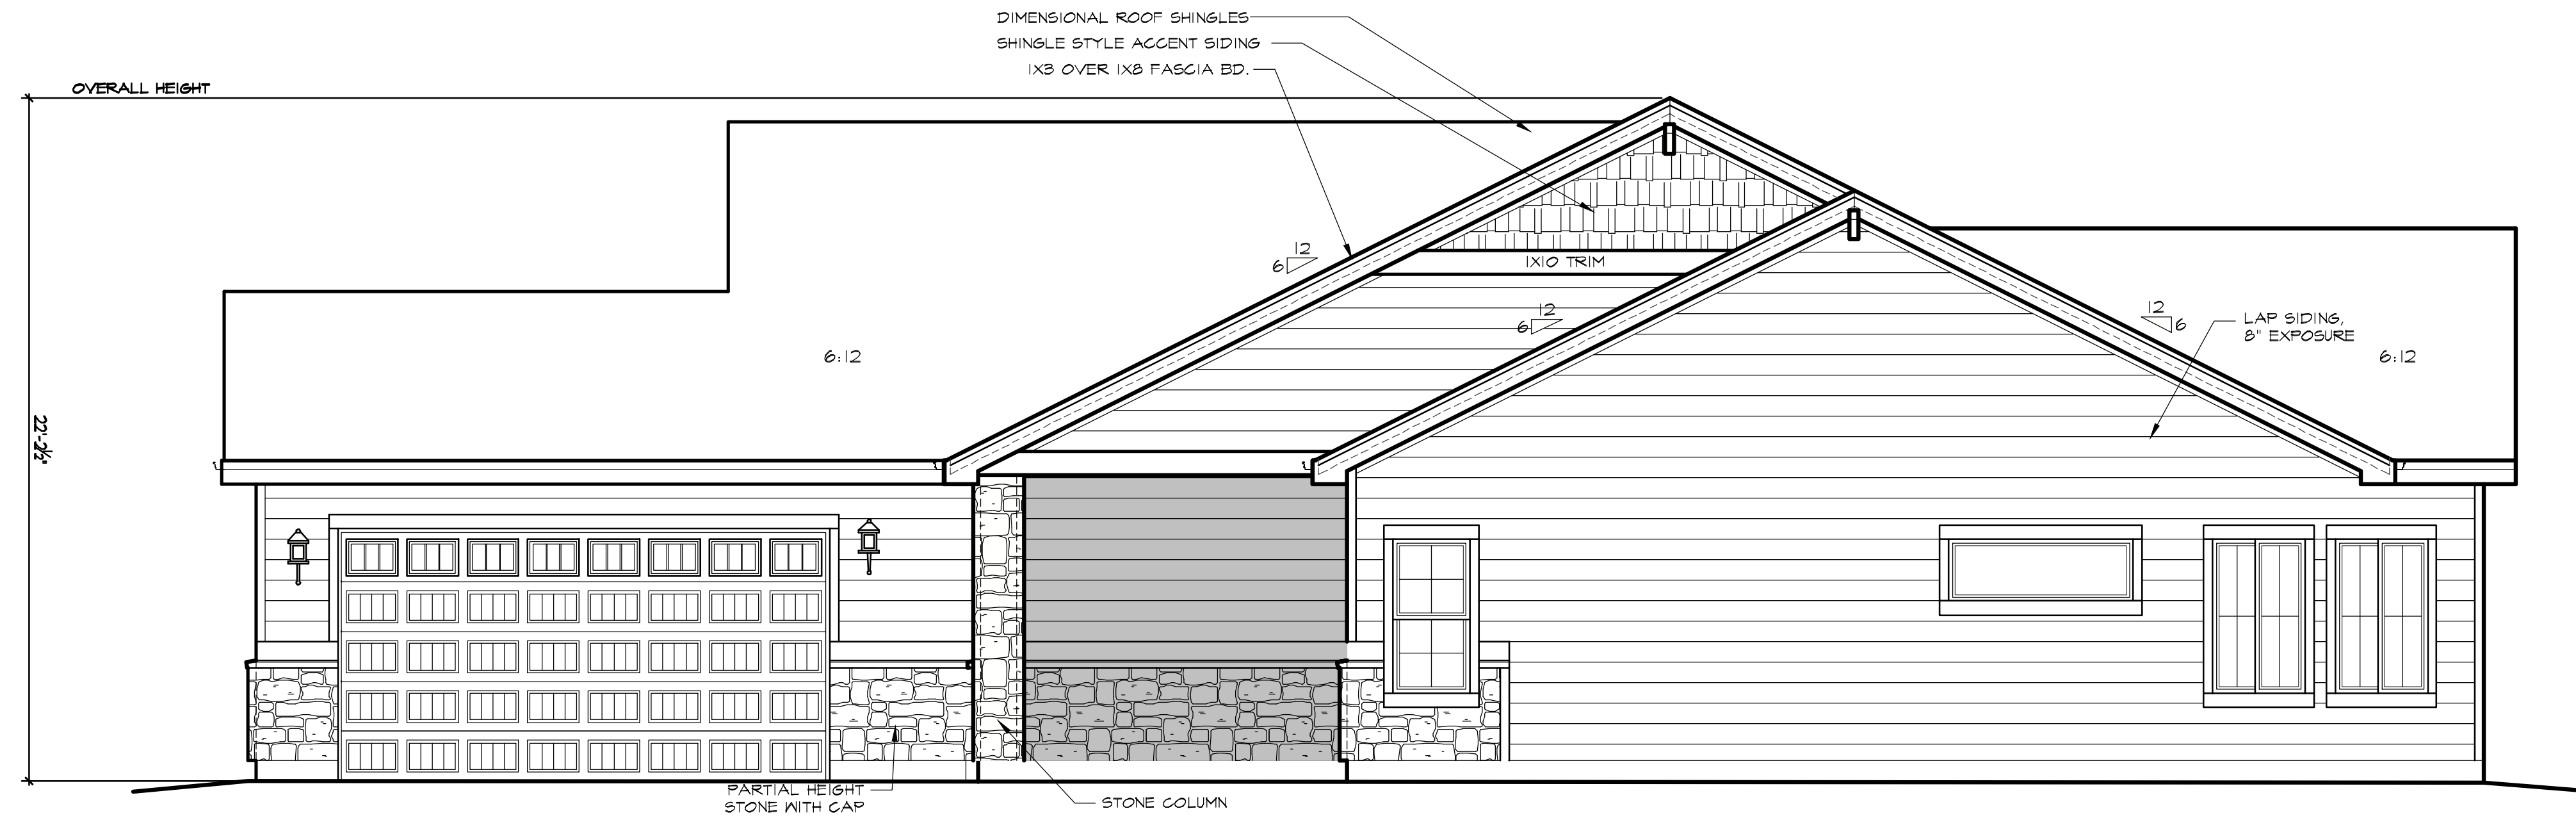 DIMENSIONAL ROOF SHINGLES
SHINGLE STYLE ACCENT SIDING
1X3 OVER 1X8 FASCIA BD.
OVERALL HEIGHT
22'-2½"
12
6
1X10 TRIM
12
6
12
6
LAP SIDING,
8" EXPOSURE
6:12
6:12
PARTIAL HEIGHT
STONE WITH CAP
STONE COLUMN